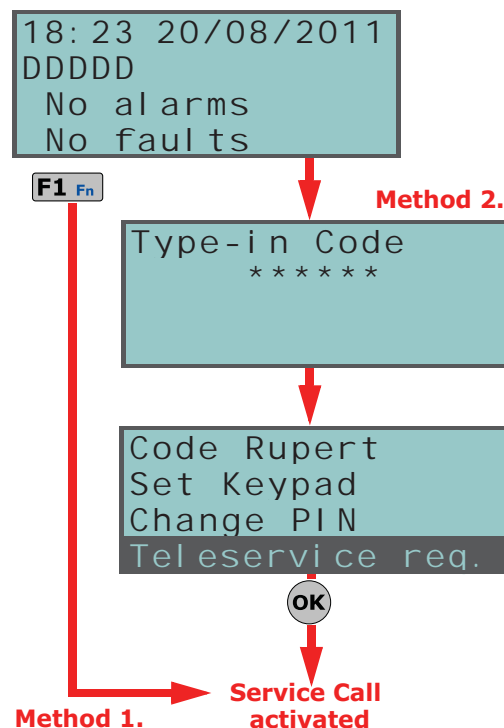 18:23 20/08/2011
DDDDD
No alarms
No faults
F1 Fn
Method 2.
Type-in Code
******
Code Rupert
Set Keypad
Change PIN
Teleservice req.
OK
Service Call
activated
Method 1.